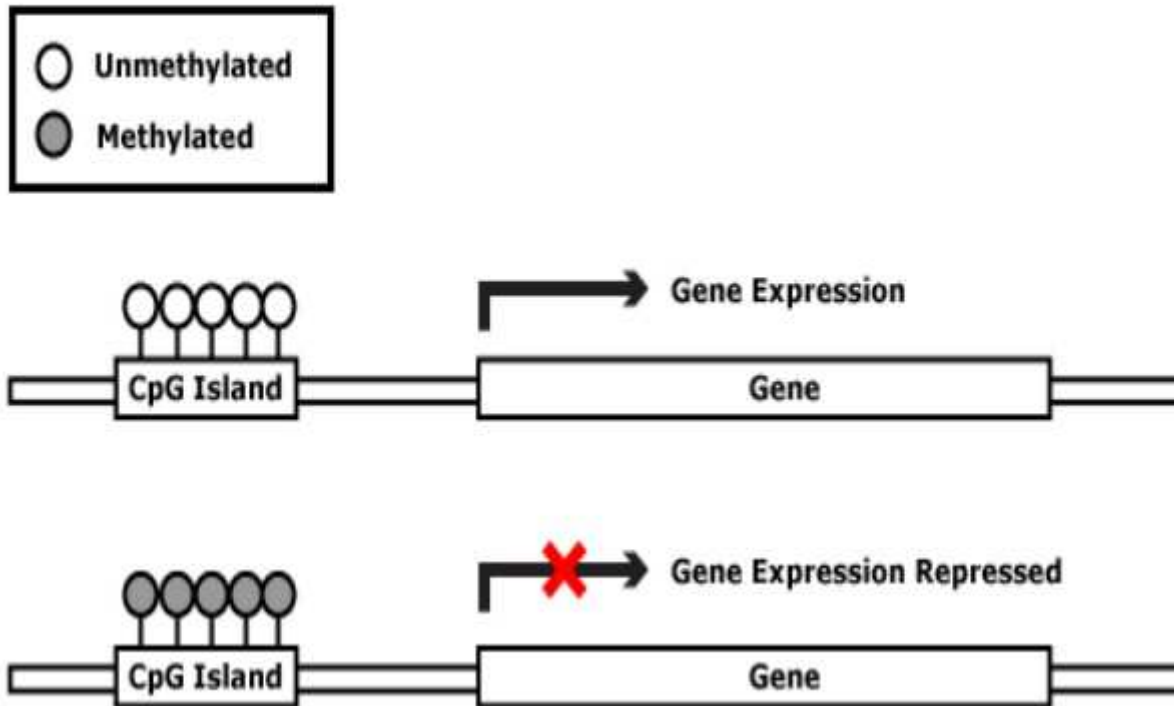 Unmethylated
Methylated
Gene Expression
CpG Island
Gene
Gene Expression Repressed
CpG Island
Gene